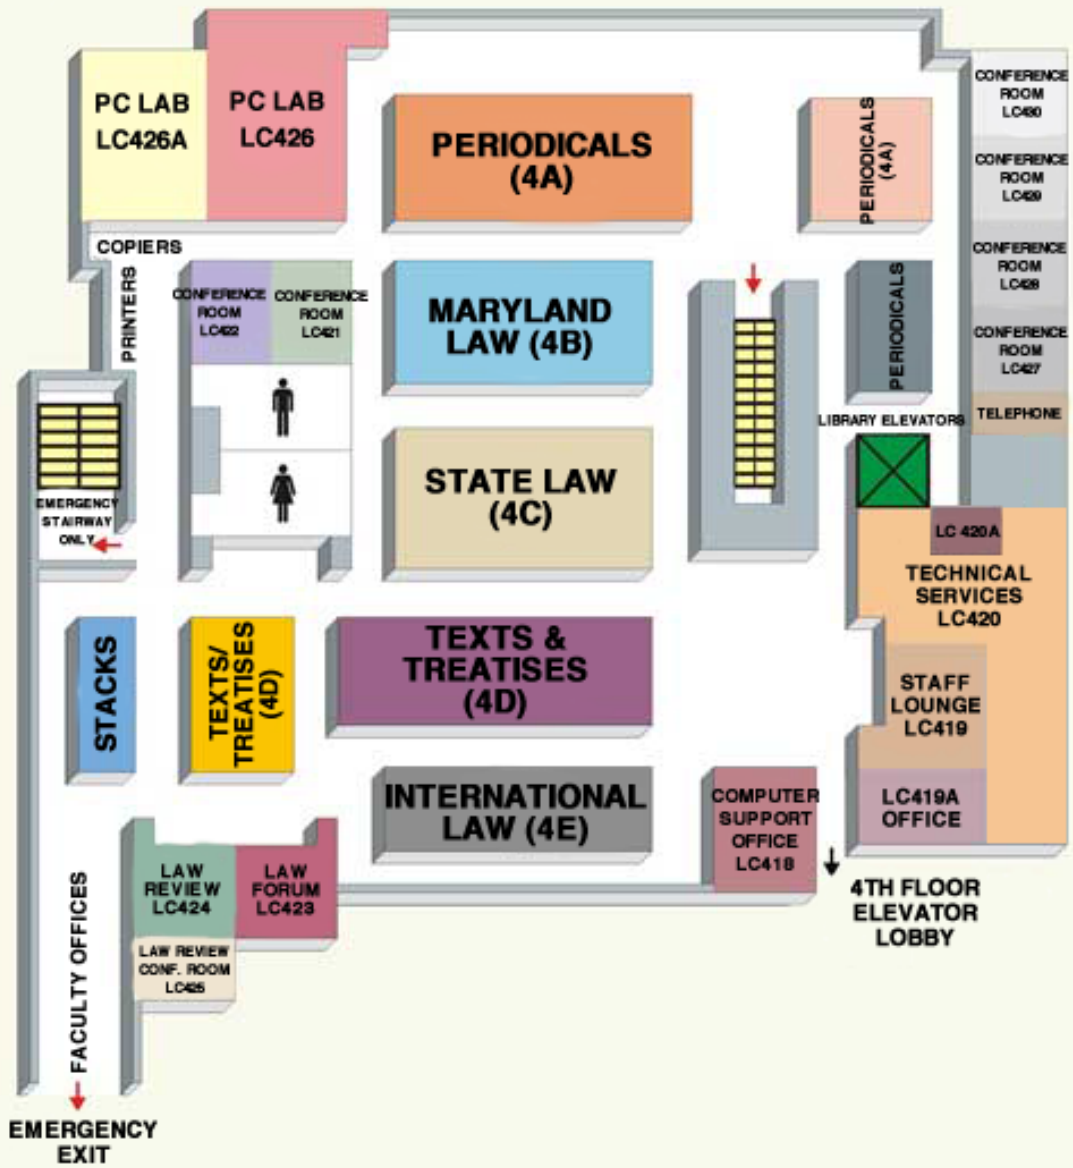 PC LAB
LC426A
PC LAB
LC426
PERIODICALS
(4A)
PERIODICALS
(4A)
CONFERENCE
ROOM
LC430
CONFERENCE
ROOM
LC429
CONFERENCE
ROOM
LC428
CONFERENCE
ROOM
LC427
TELEPHONE
COPIERS
PRINTERS
CONFERENCE
ROOM
LC422
CONFERENCE
ROOM
LC421
MARYLAND
LAW (4B)
PERIODICALS
LIBRARY ELEVATORS
EMERGENCY
STAIRWAY
ONLY
STATE LAW
(4C)
LC 420A
TECHNICAL
SERVICES
LC420
STACKS
TEXTS/
TREATISES
(4D)
TEXTS &
TREATISES
(4D)
STAFF
LOUNGE
LC419
INTERNATIONAL
LAW (4E)
COMPUTER
SUPPORT
OFFICE
LC418
LC419A
OFFICE
LAW
REVIEW
LC424
LAW
FORUM
LC423
4TH FLOOR
ELEVATOR
LOBBY
LAW REVIEW
CONF. ROOM
LC425
FACULTY OFFICES
EMERGENCY
EXIT